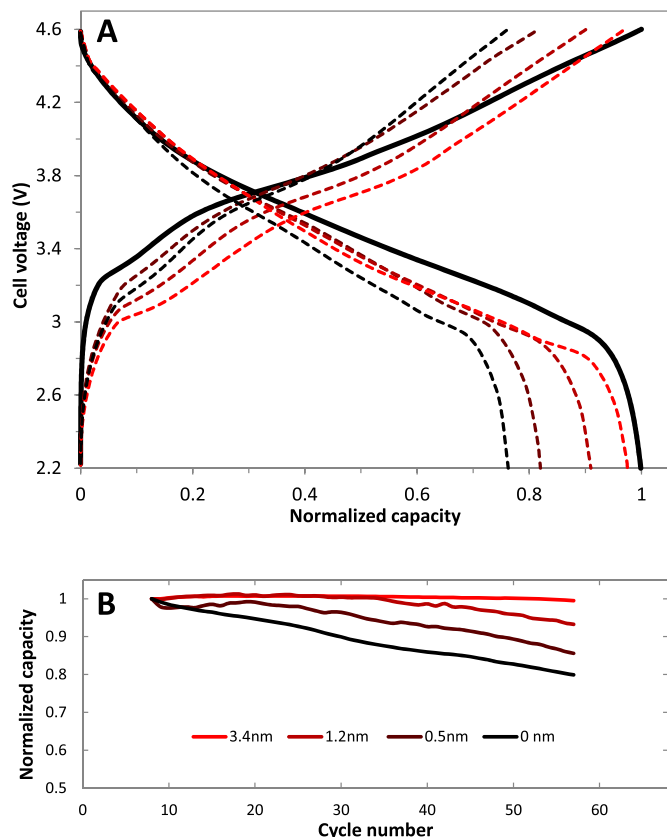 A
4.6
4.2
3.8
3.4
3
2.6
2.2
Cell voltage (V)
0 0.2 0.4 0.6 0.8 1
Normalized capacity
B
1
0.9
0.8
0.7
0.6
0.5
Normalized capacity
3.4nm 1.2nm 0.5nm 0 nm
0 10 20 30 40 50 60
Cycle number